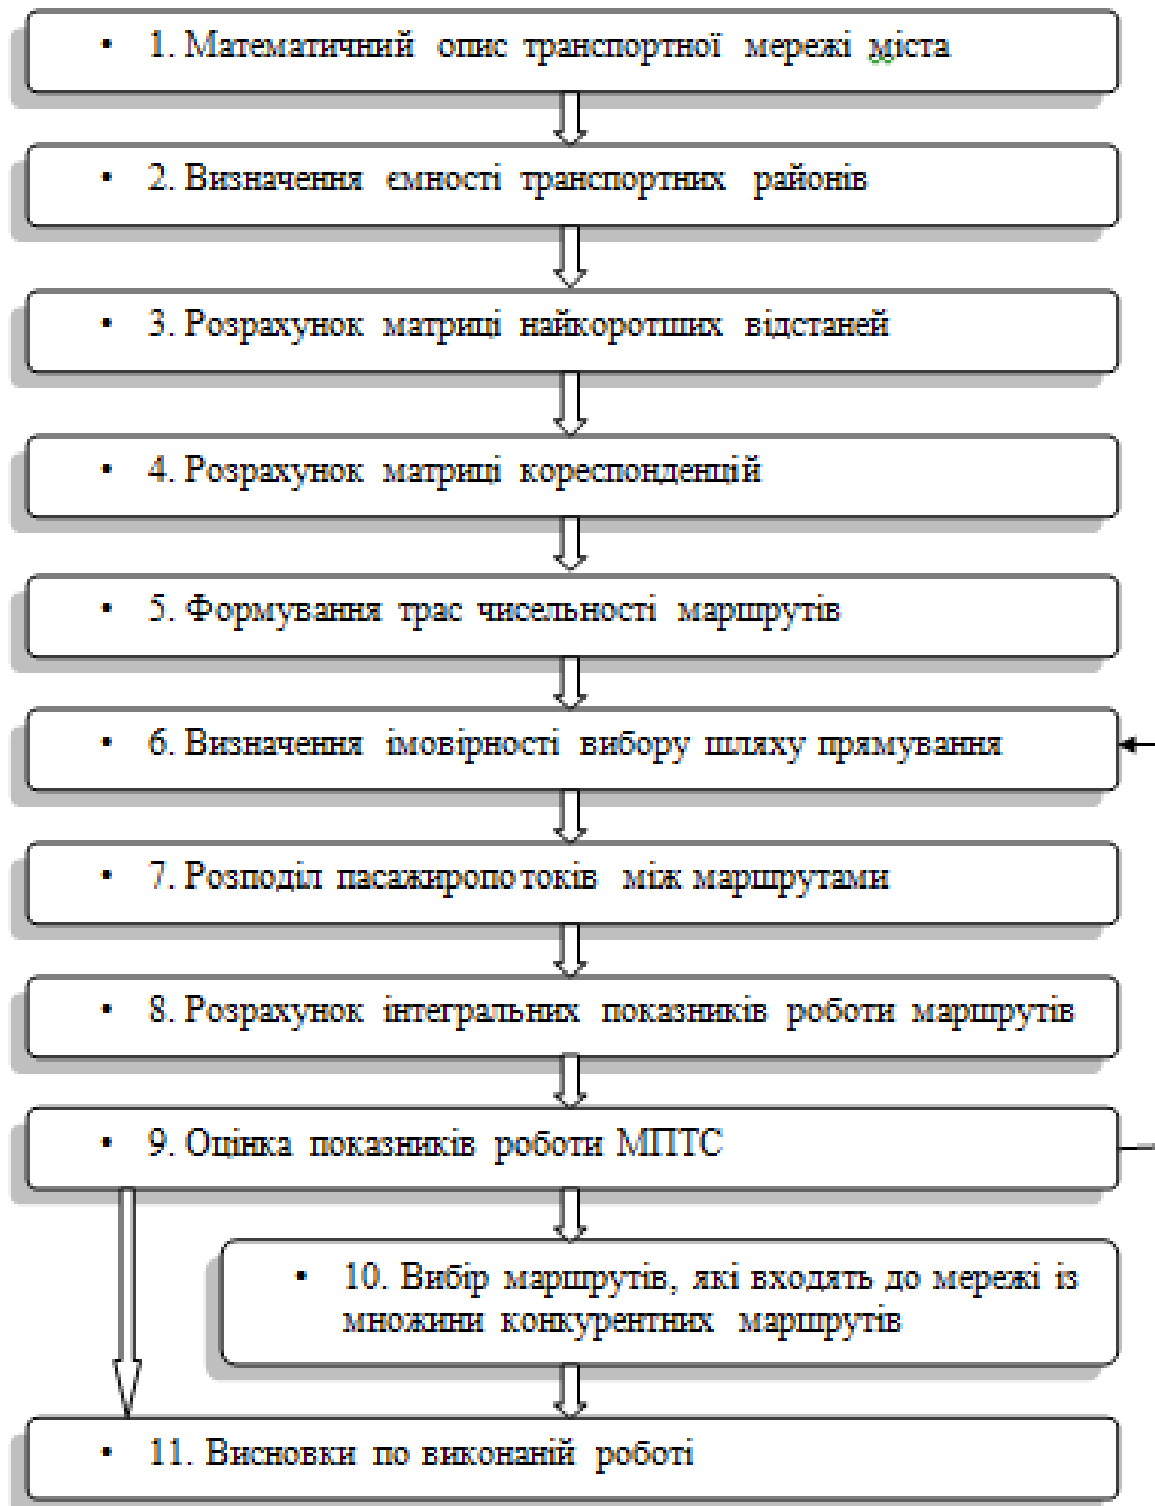 • 1. Математичний опис транспортної мережі міста
• 2. Визначення ємності транспортних районів
• 3. Розрахунок матриці найкоротших відстаней
• 4. Розрахунок матриці кореспонденцій
• 5. Формування трас чисельності маршрутів
• 6. Визначення імовірності вибору шляху прямування
• 7. Розподіл пасажиропотоків між маршрутами
• 8. Розрахунок інтегральних показників роботи маршрутів
• 9. Оцінка показників роботи МПТС
• 10. Вибір маршрутів, які входять до мережі із
множини конкурентних маршрутів
• 11. Висновки по виконаній роботі